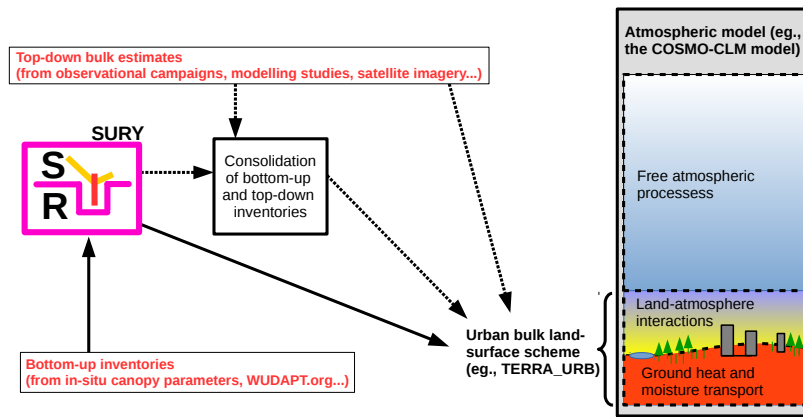 Top-down bulk estimates
(from observational campaigns, modelling studies, satellite imagery...)
SURY
S
R
Consolidation
of bottom-up
and top-down
inventories
Bottom-up inventories
(from in-situ canopy parameters, WUDAPT.org...)
Urban bulk land-
surface scheme
(eg., TERRA_URB)
Atmospheric model (eg.,
the COSMO-CLM model)
Free atmospheric
processess
Land-atmosphere
interactions
Ground heat and
moisture transport